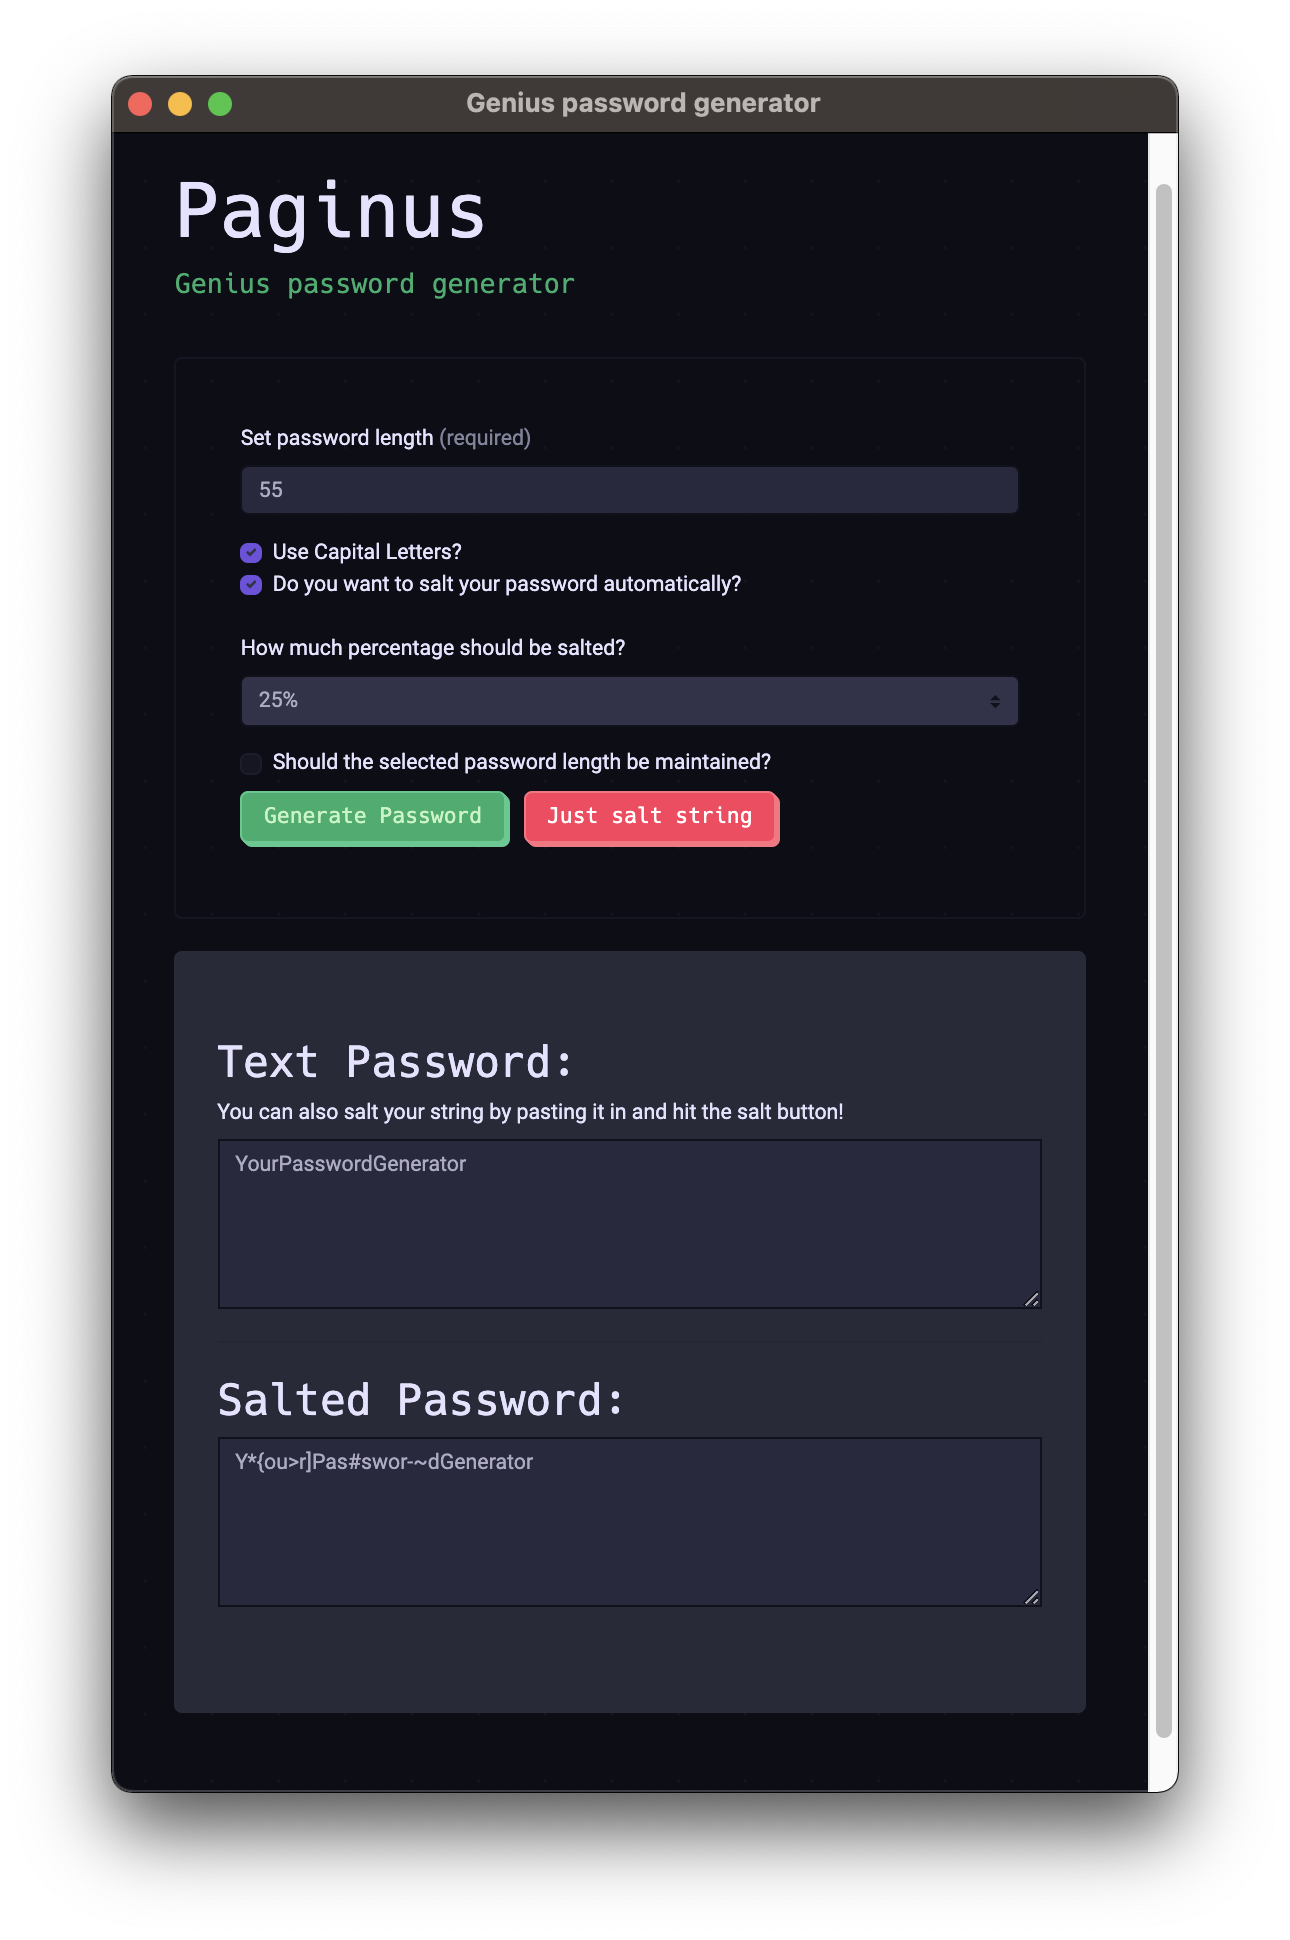 Genius password generator
Paginus
Genius password generator
Set password length (required)
55
Use Capital Letters?
Do you want to salt your password automatically?
How much percentage should be salted?
25%
Should the selected password length be maintained?
Generate Password
Just salt string
Text Password:
You can also salt your string by pasting it in and hit the salt button!
YourPasswordGenerator
Salted Password:
Y*{ou>r]Pas#swor-~dGenerator